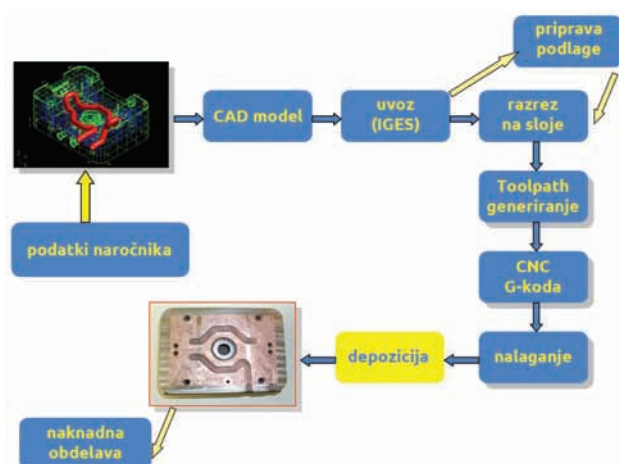 priprava
podlage
CAD model
uvoz
(IGES)
razrez
na sloje
Toolpath
generiranje
podatki naročnika
CNC
G-koda
depozicija
nalaganje
naknadna
obdelava